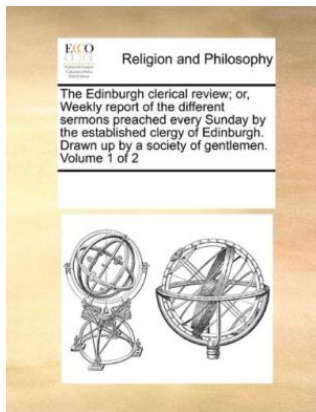 ECCO
Religion and Philosophy
The Edinburgh clerical review; or,
Weekly report of the different
sermons preached every Sunday by
the established clergy of Edinburgh.
Drawn up by a society of gentlemen.
Volume 1 of 2